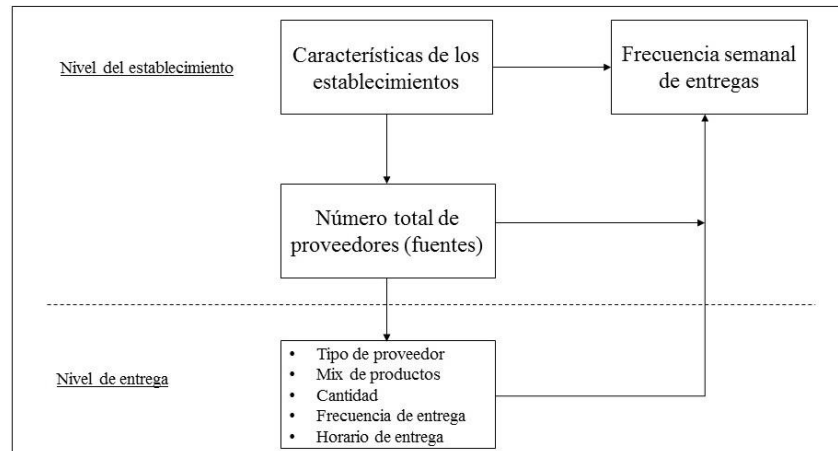 Nivel del establecimiento
Características de los
establecimientos
Frecuencia semanal
de entregas
Número total de
proveedores (fuentes)
Nivel de entrega
• Tipo de proveedor
• Mix de productos
• Cantidad
• Frecuencia de entrega
• Horario de entrega